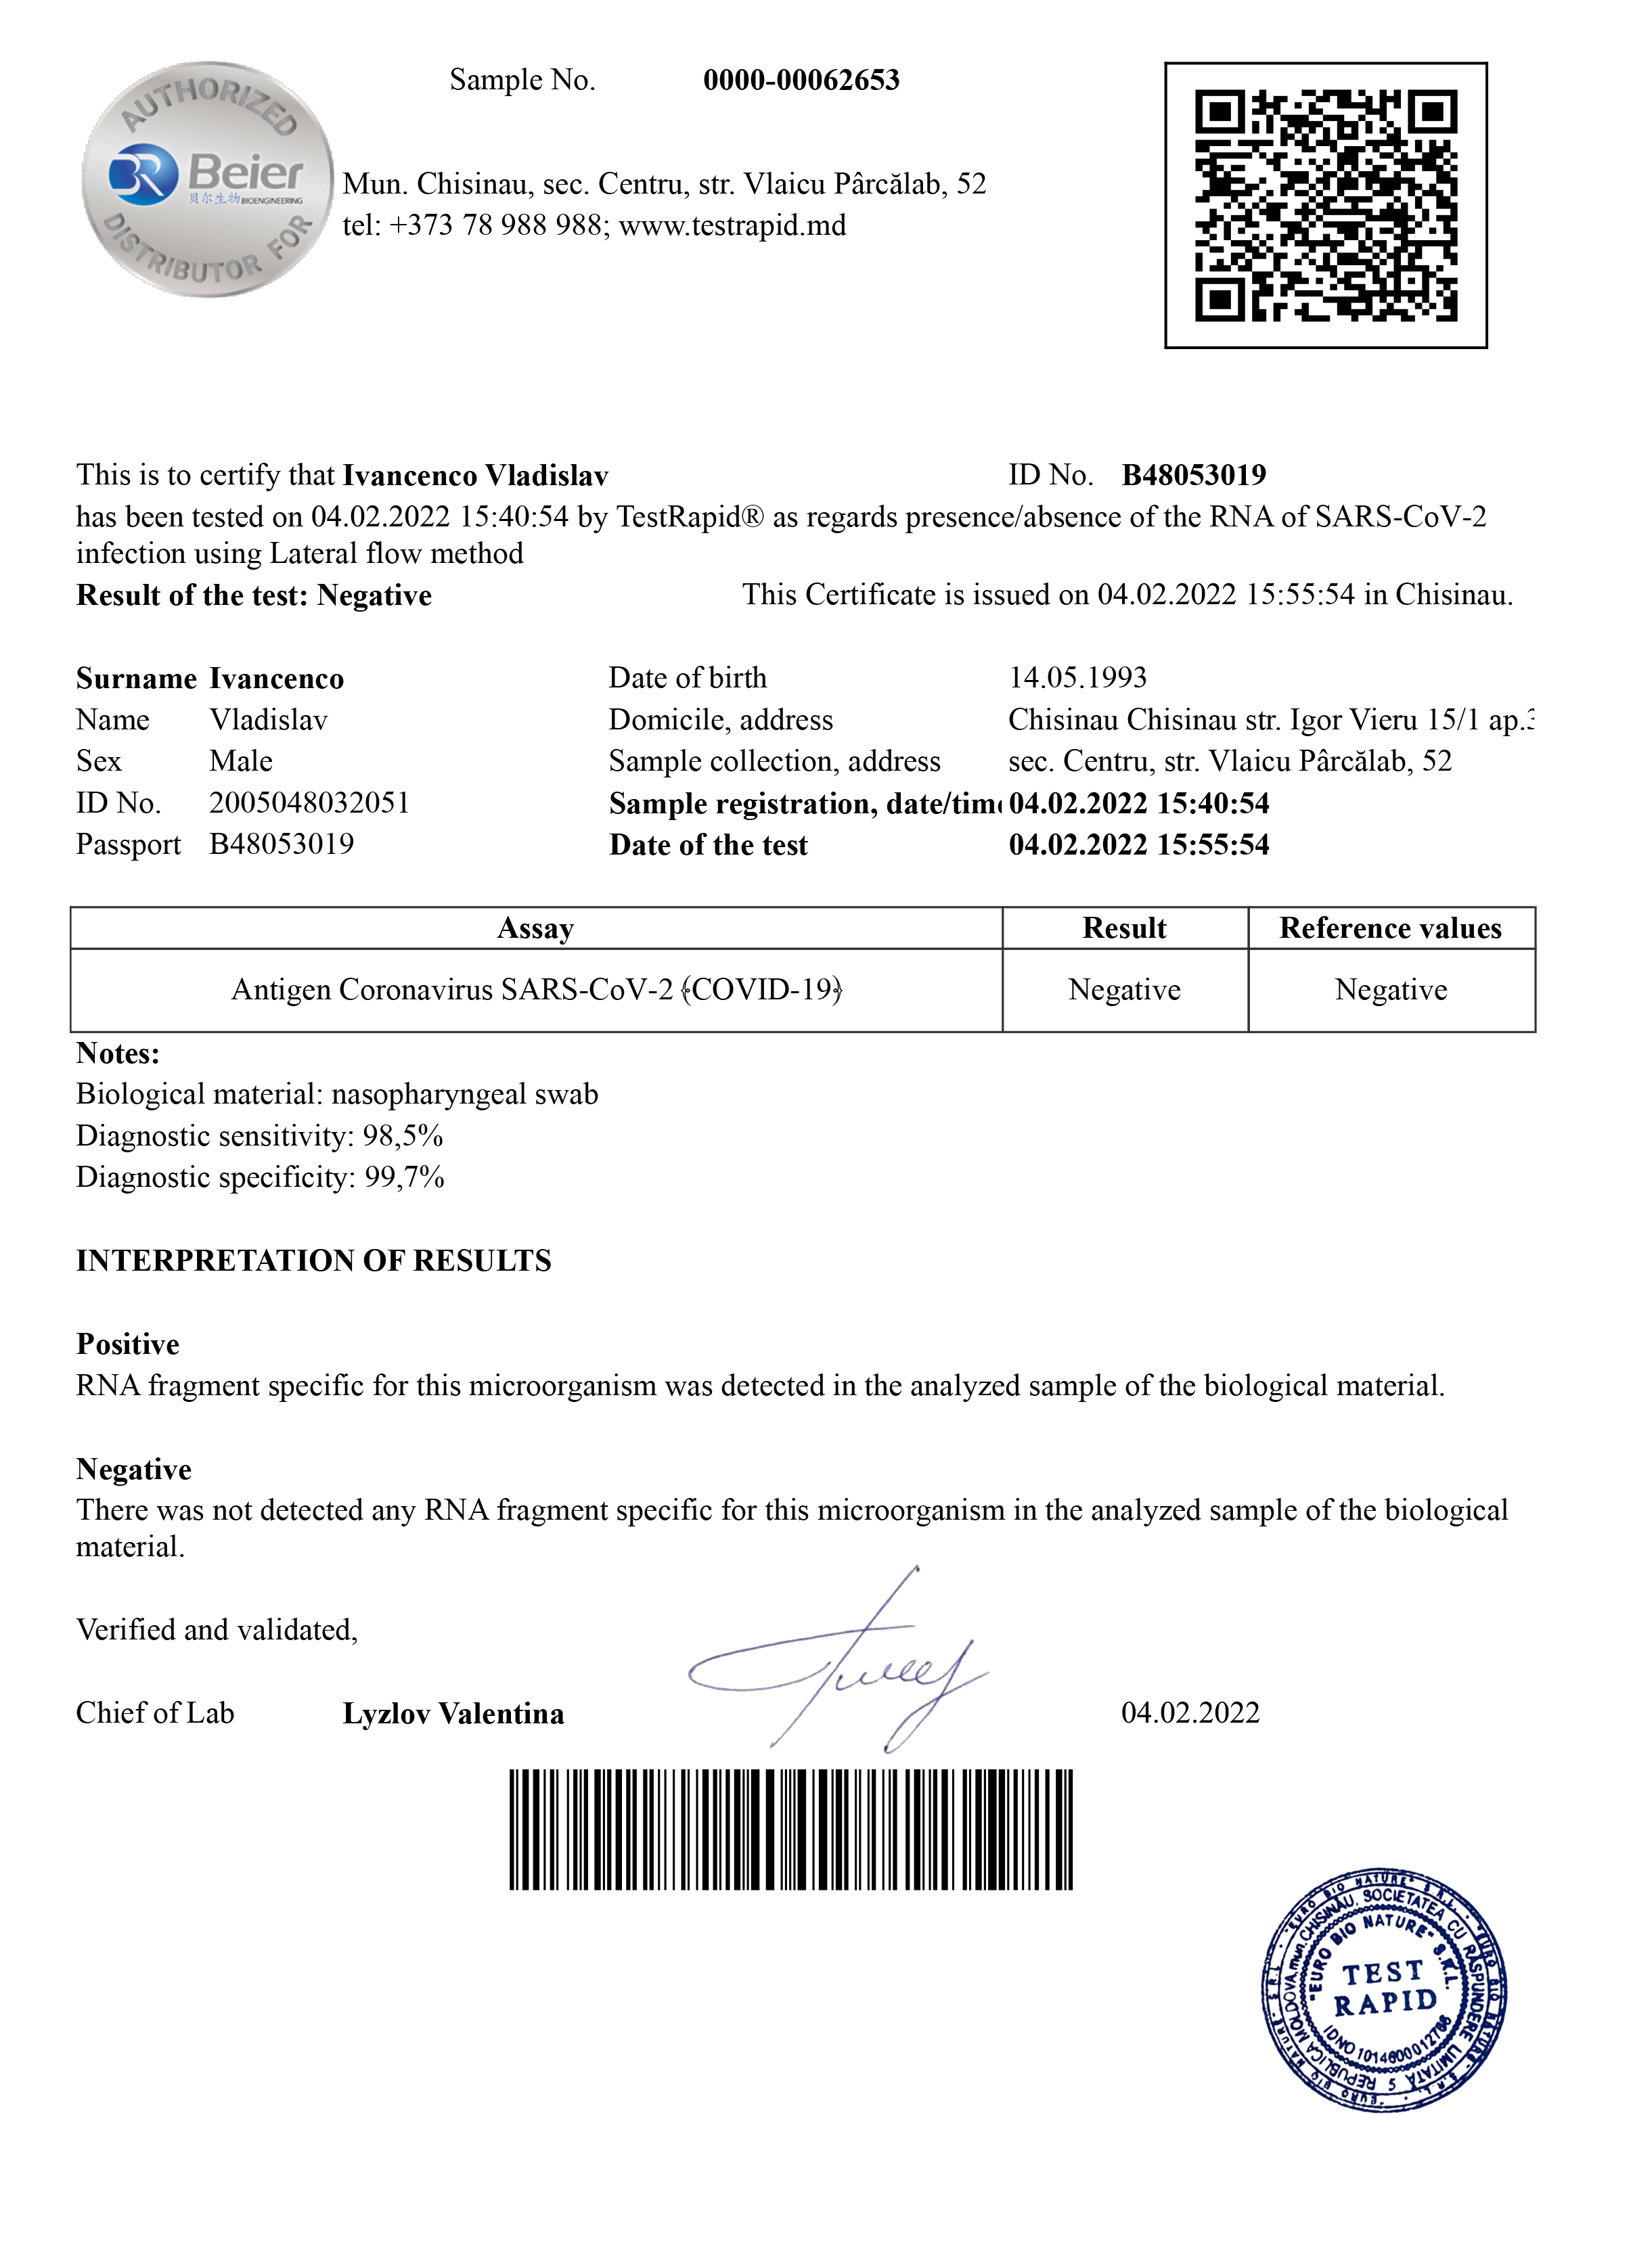 AUTHORIZED
Sample No. 0000-00062653
BR Beier
贝尔生物 BIOENGINEERING
DISTRIBUTOR FOR
Mun. Chisinau, sec. Centru, str. Vlaicu Pârcălab, 52
tel: +373 78 988 988; www.testrapid.md
This is to certify that Ivancenco Vladislav ID No. B48053019
has been tested on 04.02.2022 15:40:54 by TestRapid® as regards presence/absence of the RNA of SARS-CoV-2
infection using Lateral flow method
Result of the test: Negative This Certificate is issued on 04.02.2022 15:55:54 in Chisinau.
Surname Ivancenco Date of birth 14.05.1993
Name Vladislav Domicile, address Chisinau Chisinau str. Igor Vieru 15/1 ap.3
Sex Male Sample collection, address sec. Centru, str. Vlaicu Pârcălab, 52
ID No. 2005048032051 Sample registration, date/time 04.02.2022 15:40:54
Passport B48053019 Date of the test 04.02.2022 15:55:54
Assay Result Reference values
Antigen Coronavirus SARS-CoV-2 (COVID-19) Negative Negative
Notes:
Biological material: nasopharyngeal swab
Diagnostic sensitivity: 98,5%
Diagnostic specificity: 99,7%
INTERPRETATION OF RESULTS
Positive
RNA fragment specific for this microorganism was detected in the analyzed sample of the biological material.
Negative
There was not detected any RNA fragment specific for this microorganism in the analyzed sample of the biological
material.
Verified and validated,
Chief of Lab Lyzlov Valentina 04.02.2022
"EURO BIO NATURE" S.R.L.
REPUBLICA MOLDOVA, mun. CHIŞINĂU, SOCIETATEA CU RĂSPUNDERE LIMITATĂ 5
"EURO BIO NATURE" S.R.L.
TEST
RAPID
IDNO 1014600012766